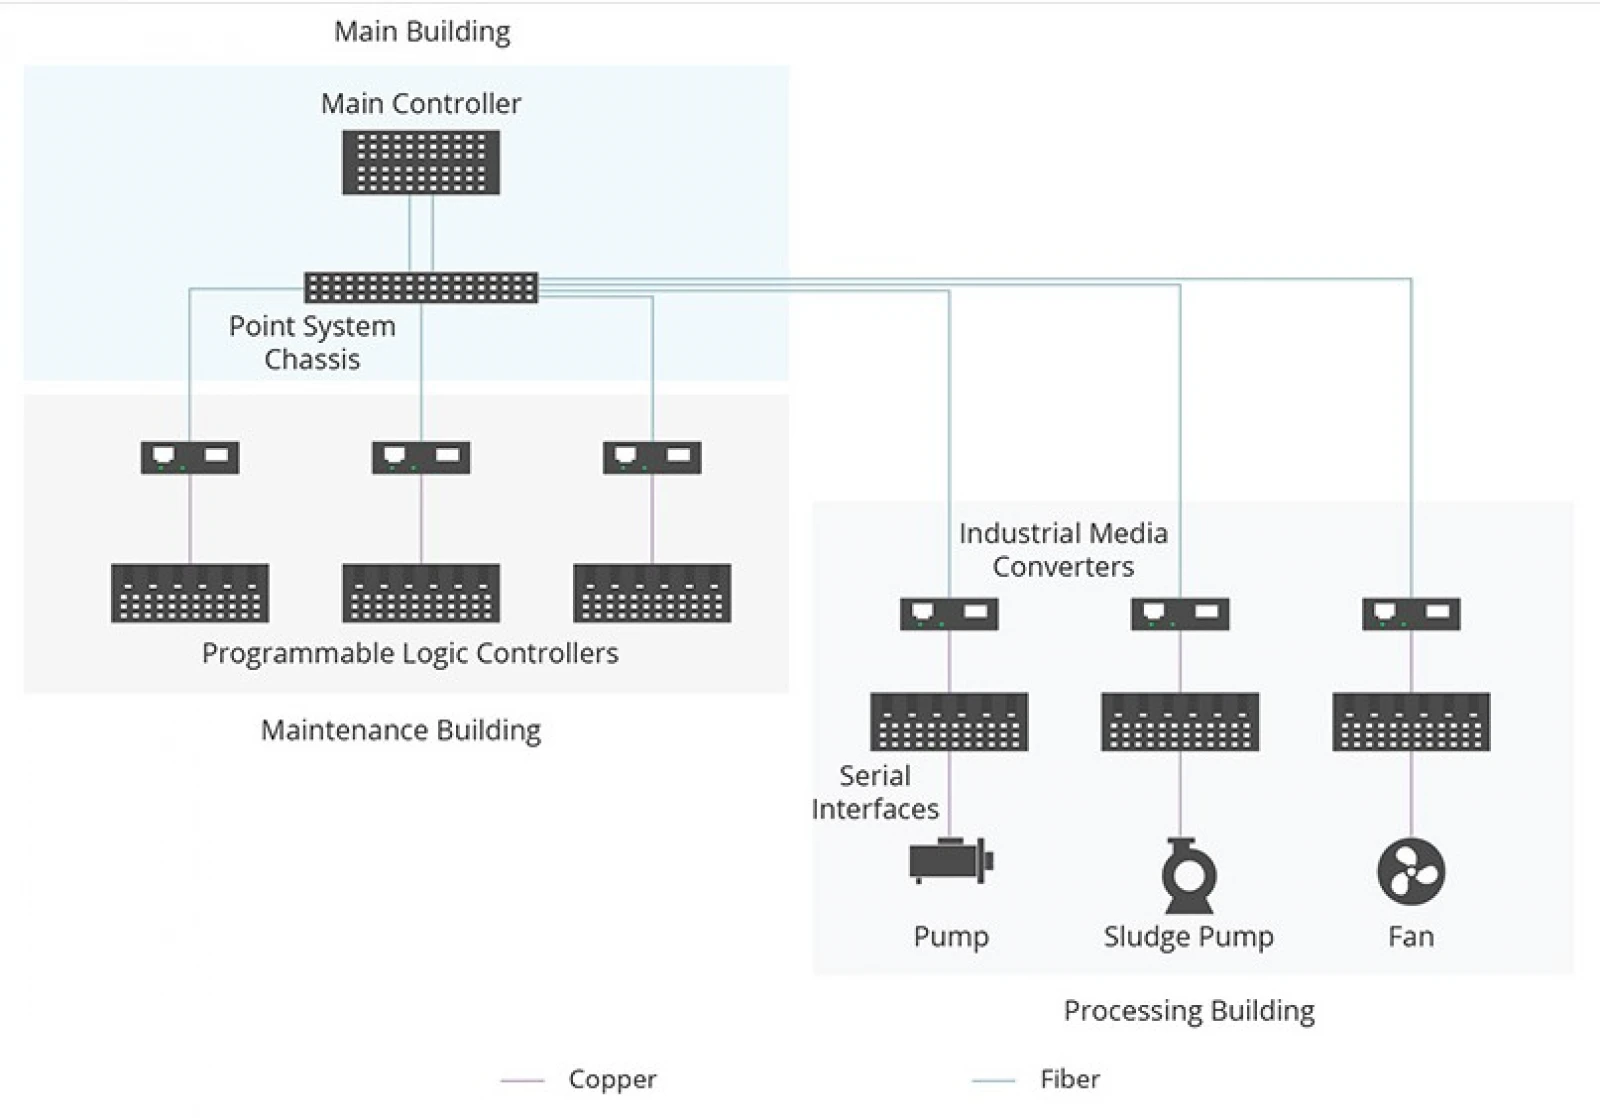 Main Building
Main Controller
Point System
Chassis
Programmable Logic Controllers
Maintenance Building
Industrial Media
Converters
Serial
Interfaces
Pump
Sludge Pump
Fan
Processing Building
Copper
Fiber